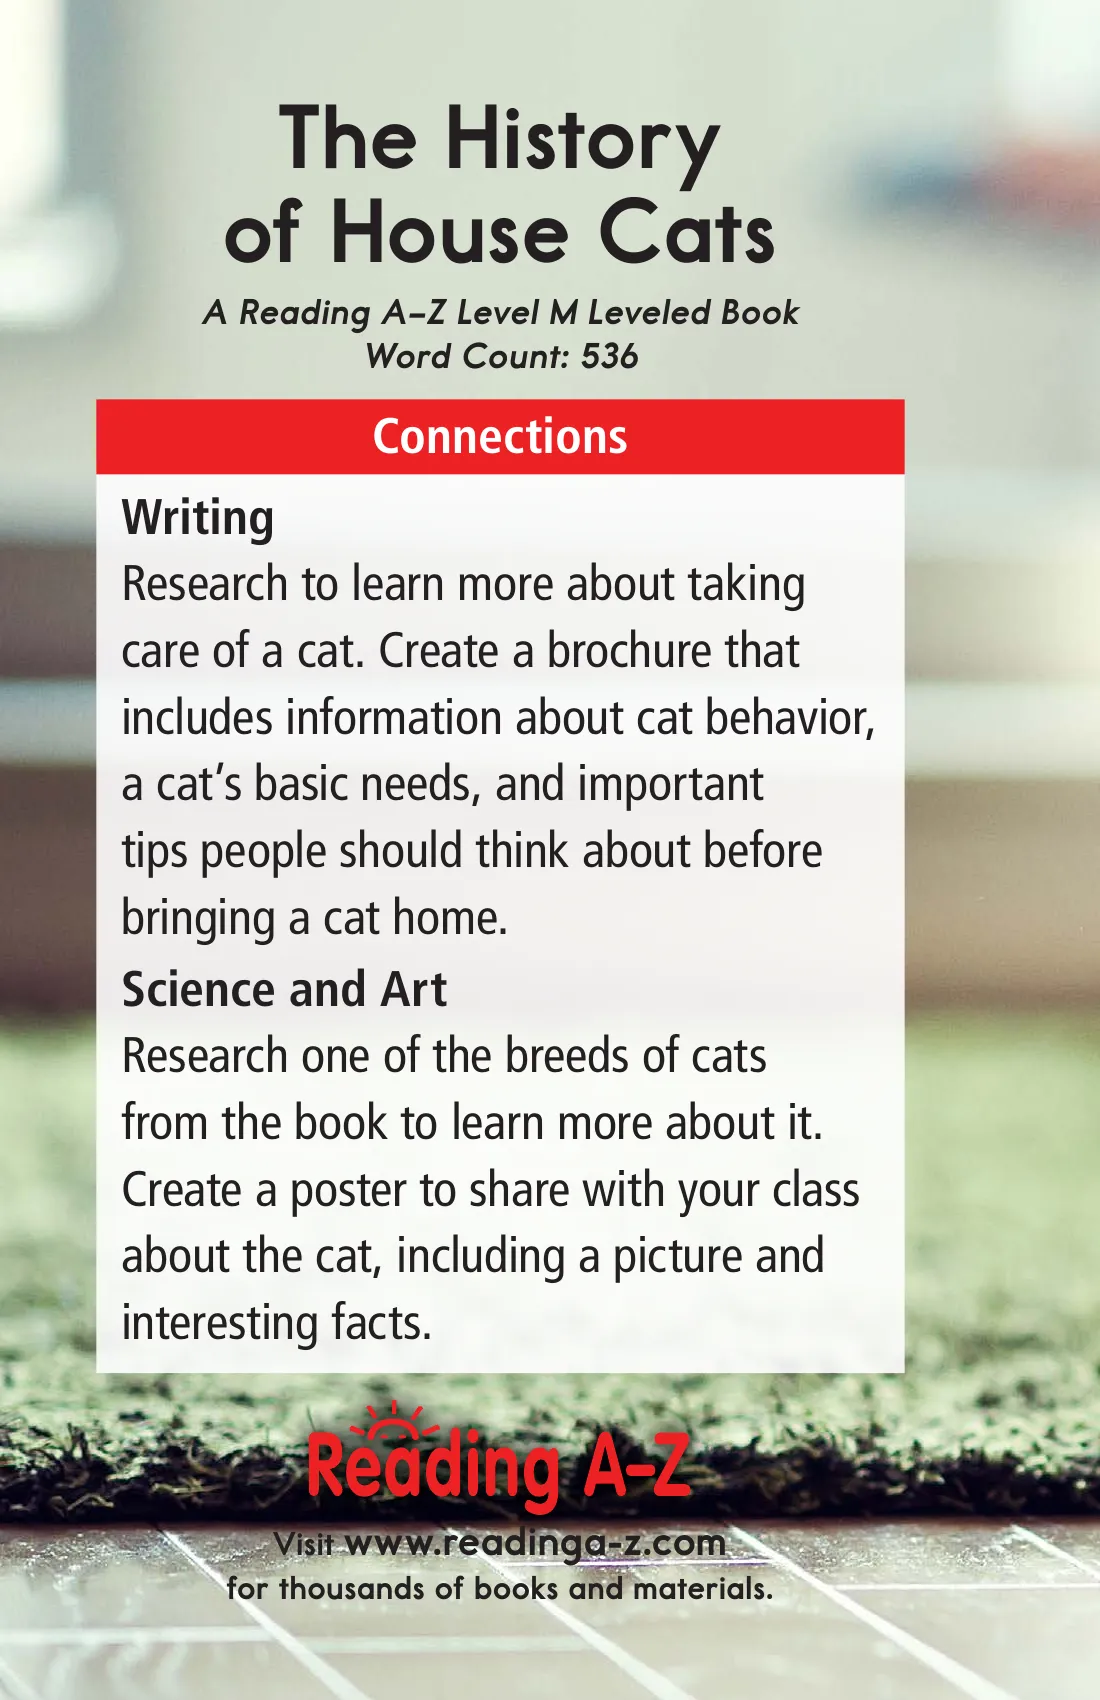 The History
of House Cats
A Reading A–Z Level M Leveled Book
Word Count: 536
Connections
Writing
Research to learn more about taking
care of a cat. Create a brochure that
includes information about cat behavior,
a cat’s basic needs, and important
tips people should think about before
bringing a cat home.
Science and Art
Research one of the breeds of cats
from the book to learn more about it.
Create a poster to share with your class
about the cat, including a picture and
interesting facts.
Reading A–Z
Visit www.readinga-z.com
for thousands of books and materials.